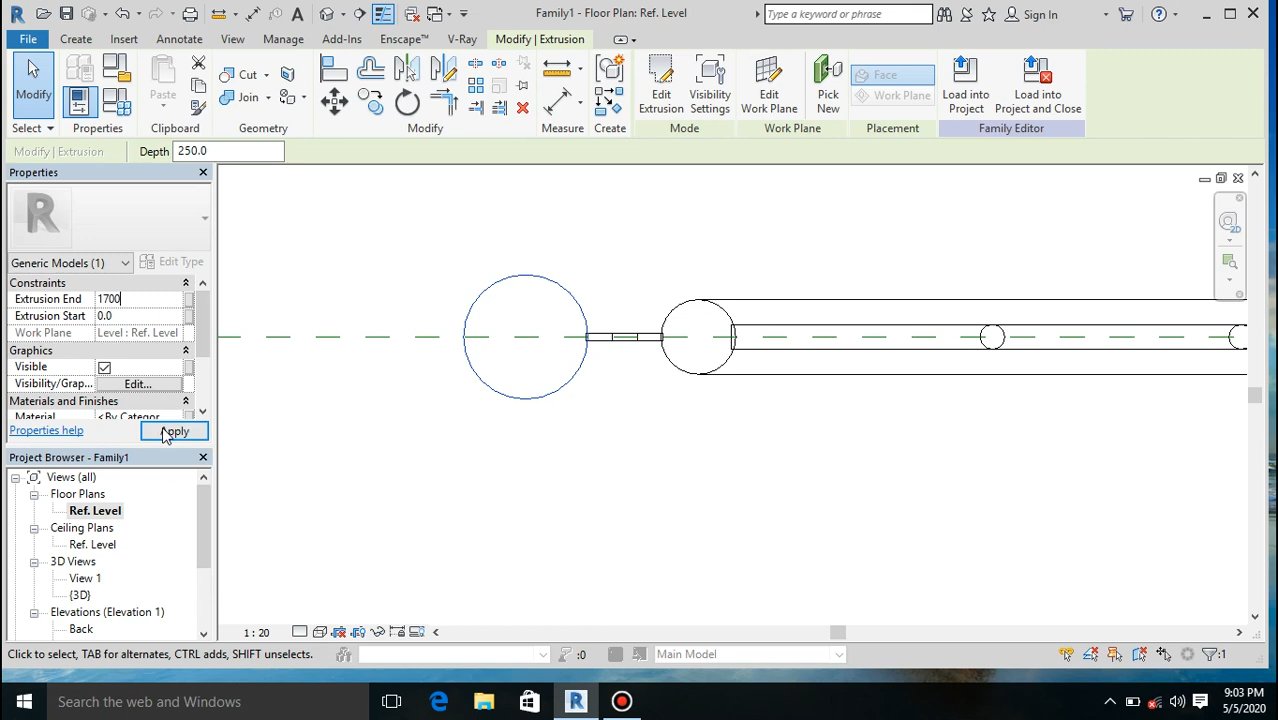 Family1 - Floor Plan: Ref. Level
Type a keyword or phrase
Sign In
File
Create
Insert
Annotate
View
Manage
Add-Ins
Enscape™
V-Ray
Modify | Extrusion
Modify
Select
Properties
Paste
Clipboard
Cut
Join
Geometry
Modify
Measure
Create
Edit
Extrusion
Visibility
Settings
Mode
Edit
Work Plane
Work Plane
Pick
New
Face
Work Plane
Placement
Load into
Project
Load into
Project and Close
Family Editor
Modify | Extrusion
Depth
250.0
Properties
Generic Models (1)
Edit Type
Constraints
Extrusion End 1700
Extrusion Start 0.0
Work Plane Level : Ref. Level
Graphics
Visible
Visibility/Grap... Edit...
Materials and Finishes
Material <By Categor
Properties help
Apply
Project Browser - Family1
Views (all)
Floor Plans
Ref. Level
Ceiling Plans
Ref. Level
3D Views
View 1
{3D}
Elevations (Elevation 1)
Back
2D
1 : 20
Click to select, TAB for alternates, CTRL adds, SHIFT unselects.
:0
Main Model
:1
Search the web and Windows
9:03 PM
5/5/2020